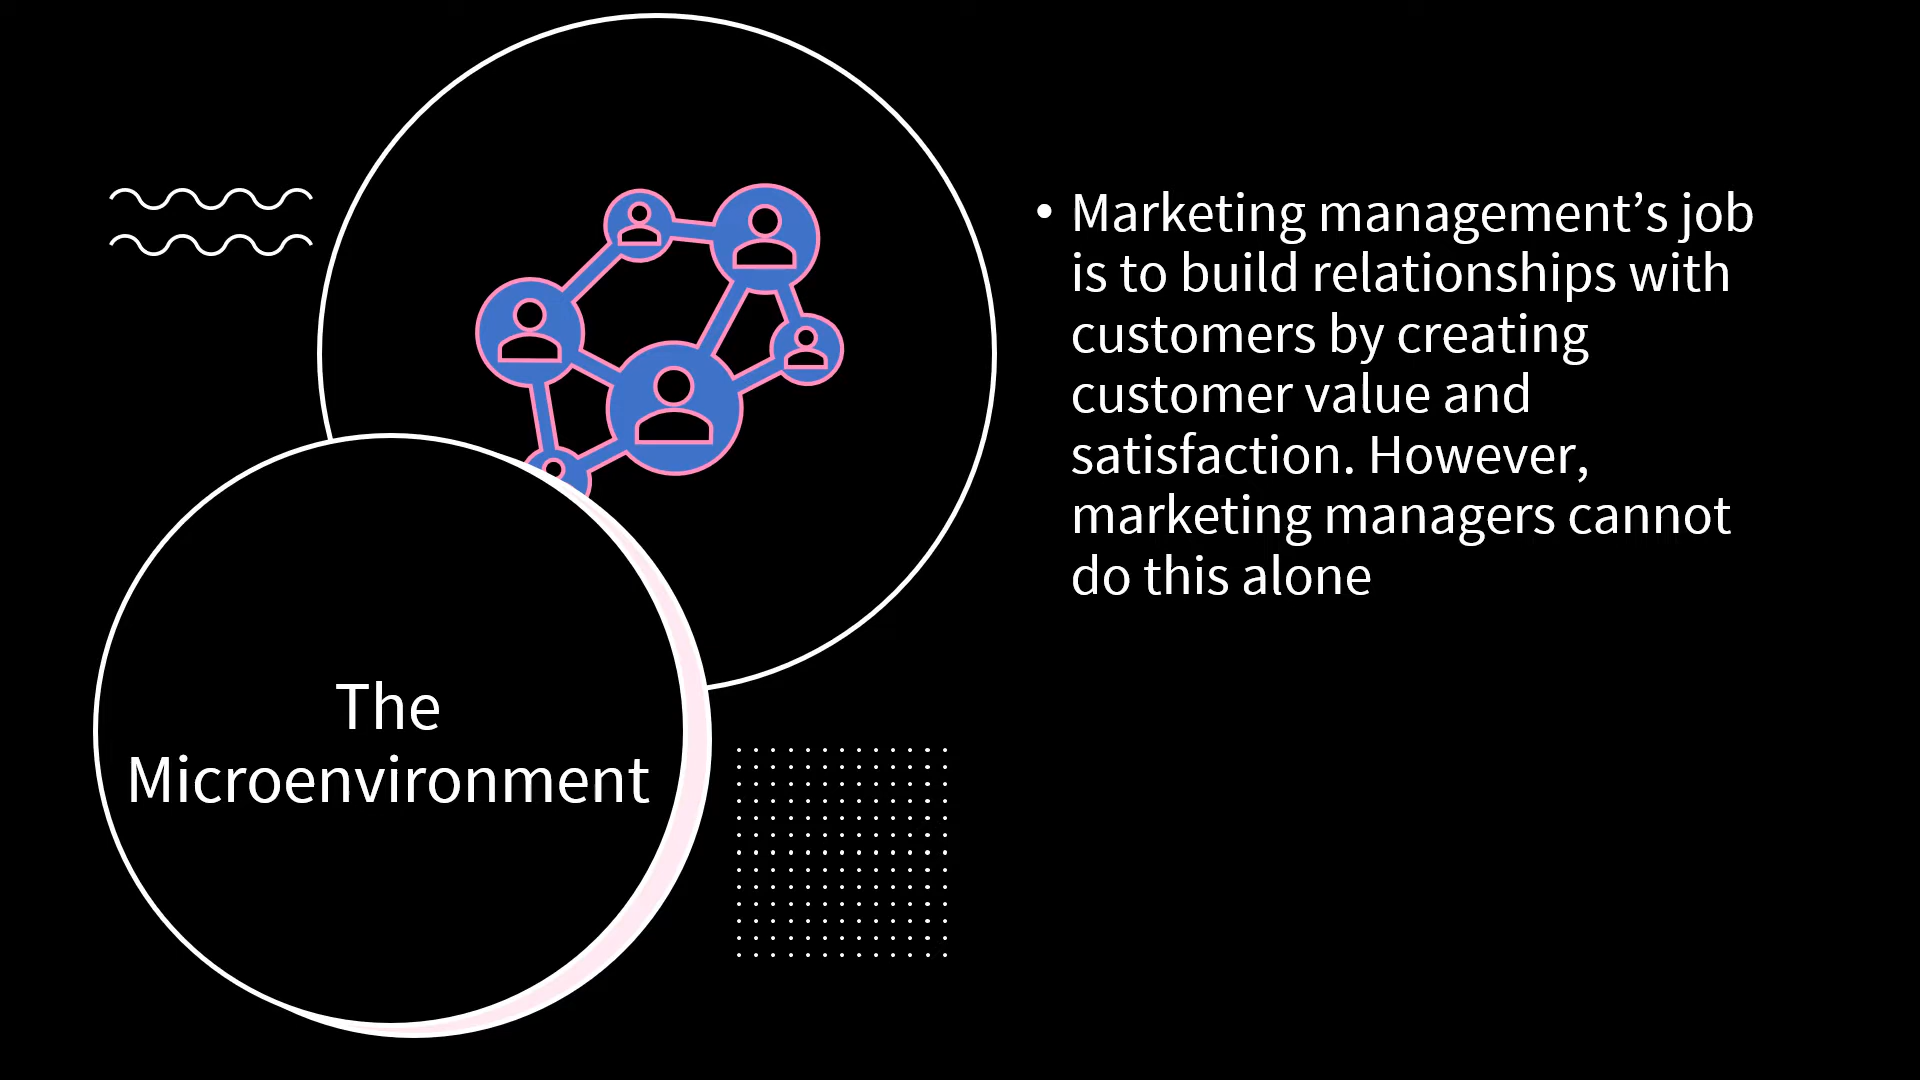 The
Microenvironment
• Marketing management’s job
is to build relationships with
customers by creating
customer value and
satisfaction. However,
marketing managers cannot
do this alone